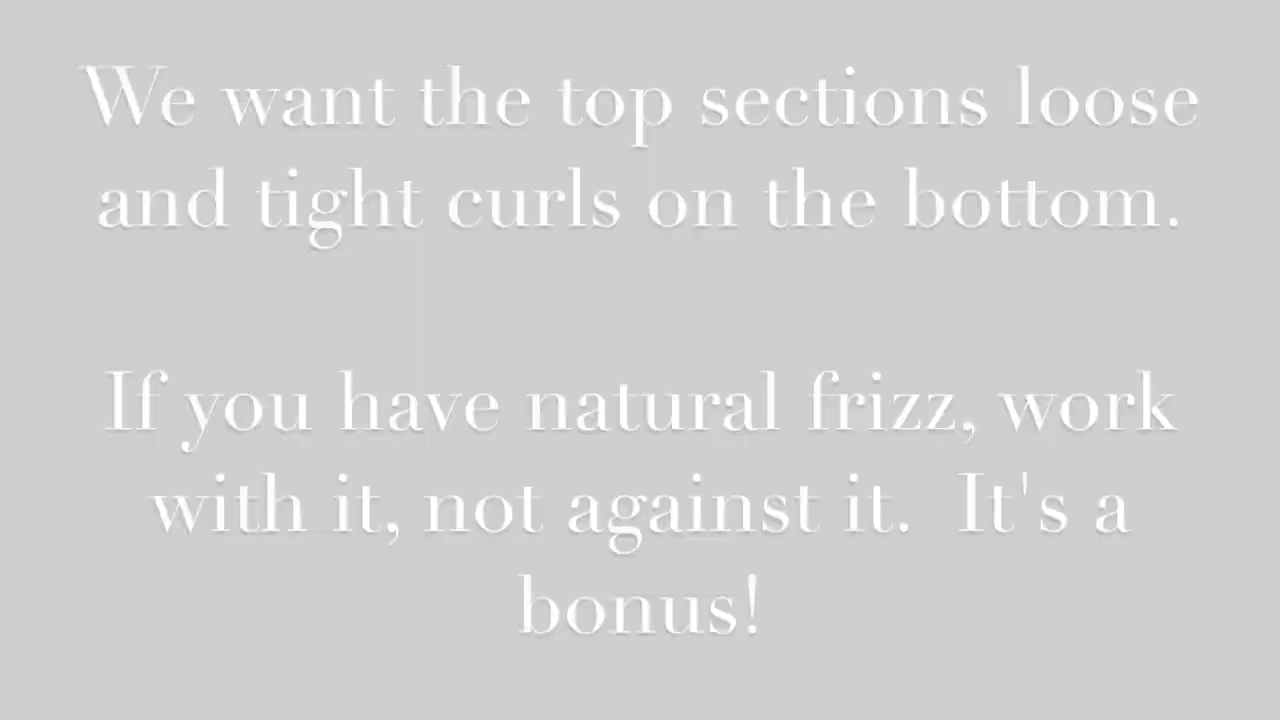 We want the top sections loose
and tight curls on the bottom.
If you have natural frizz, work
with it, not against it.  It's a
bonus!